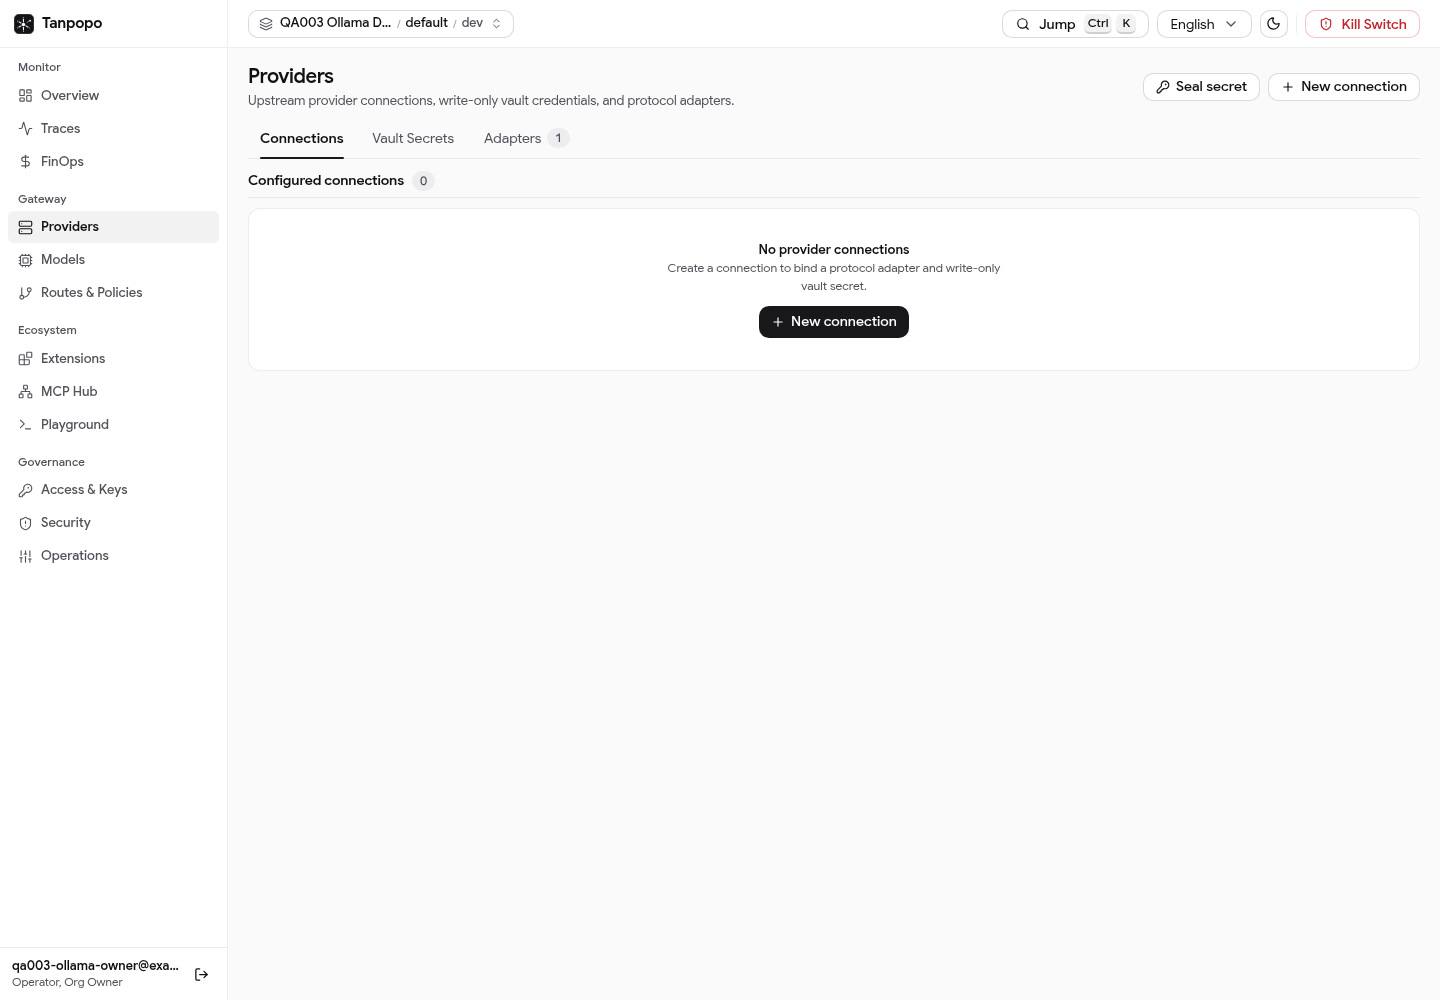 Tanpopo
QA003 Ollama D... / default / dev
Jump Ctrl K
English
Kill Switch
Monitor
Overview
Traces
FinOps
Gateway
Providers
Models
Routes & Policies
Ecosystem
Extensions
MCP Hub
Playground
Governance
Access & Keys
Security
Operations
qa003-ollama-owner@exa...
Operator, Org Owner
Providers
Upstream provider connections, write-only vault credentials, and protocol adapters.
Seal secret
New connection
Connections
Vault Secrets
Adapters 1
Configured connections 0
No provider connections
Create a connection to bind a protocol adapter and write-only
vault secret.
New connection